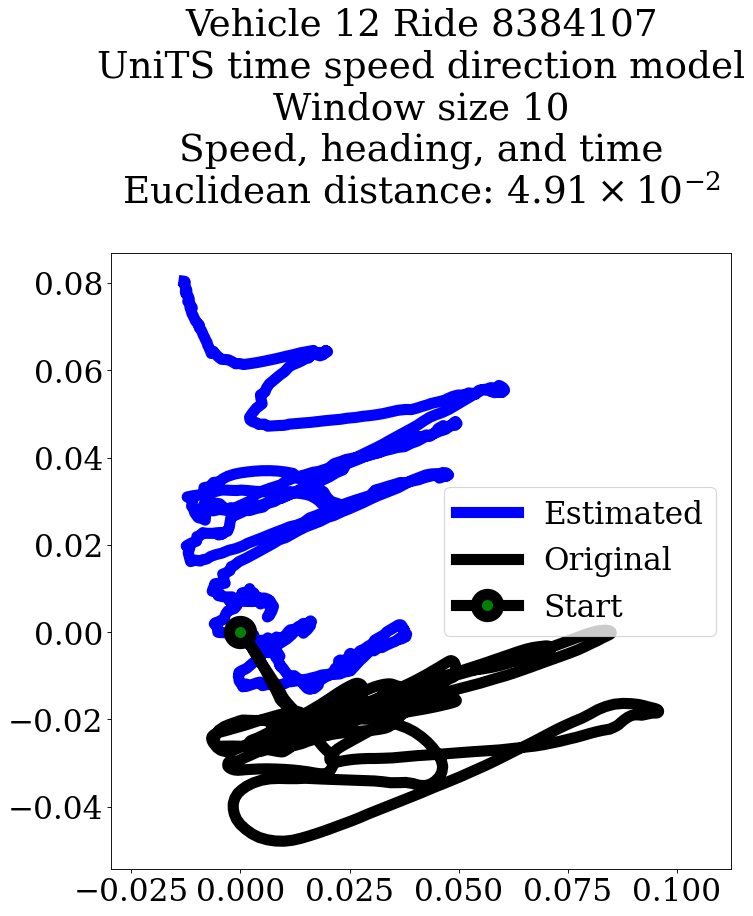 Vehicle 12 Ride 8384107
UniTS time speed direction model
Window size 10
Speed, heading, and time
Euclidean distance: 4.91 × 10⁻²
0.08
0.06
0.04
0.02
0.00
−0.02
−0.04
Estimated
Original
Start
−0.025 0.000 0.025 0.050 0.075 0.100